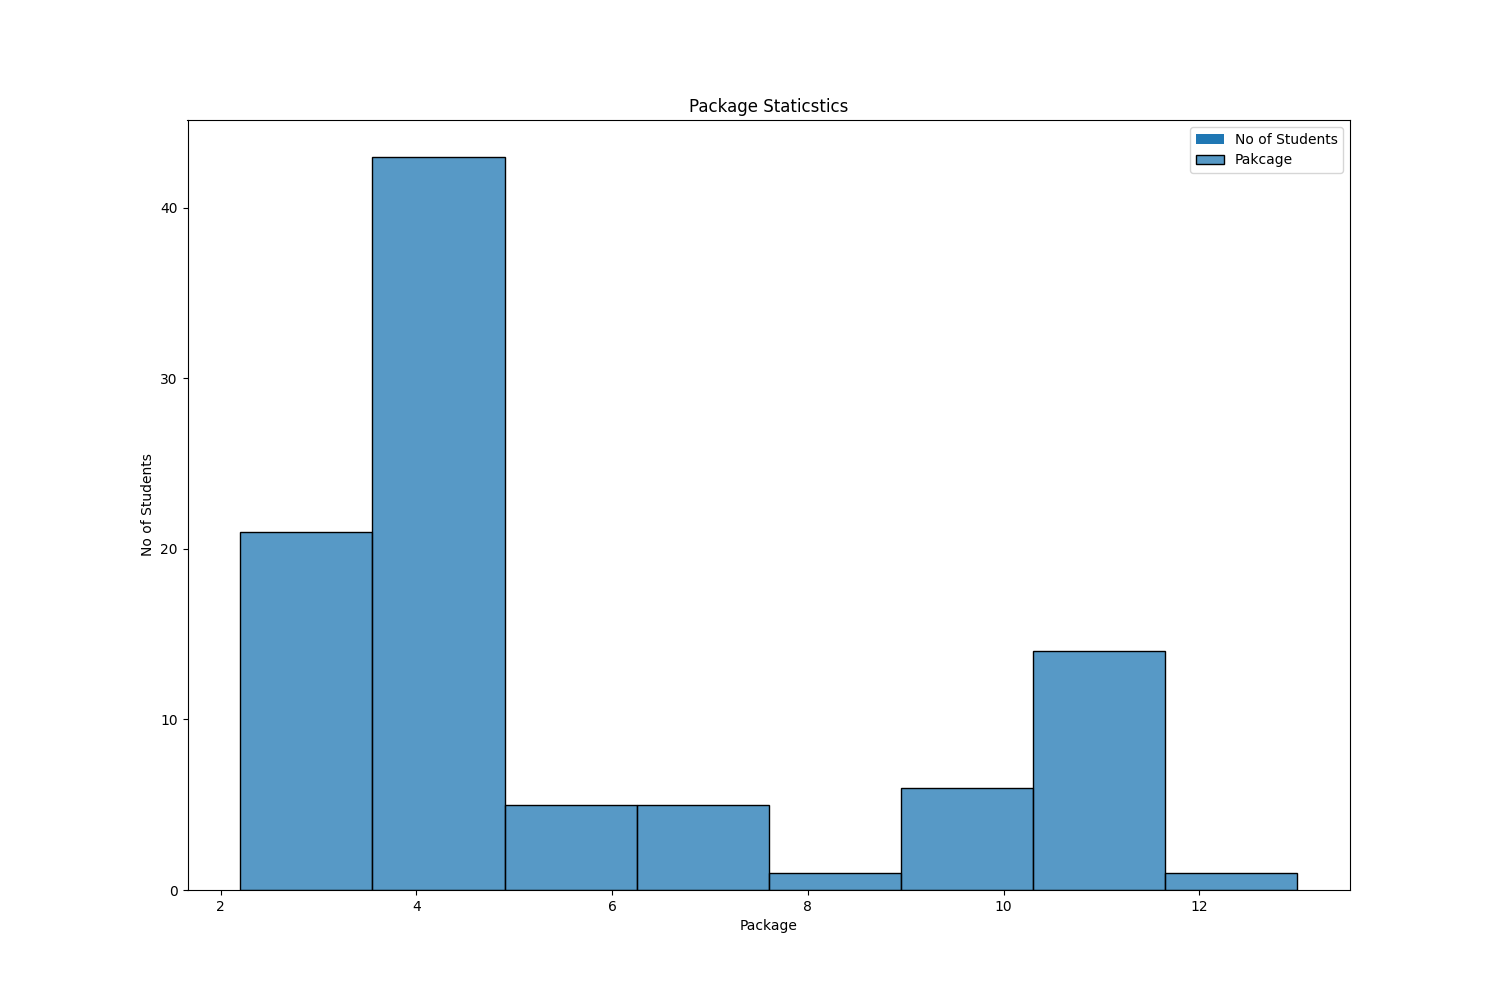 Package Staticstics
No of Students
Pakcage
40
30
20
10
0
No of Students
2 4 6 8 10 12
Package